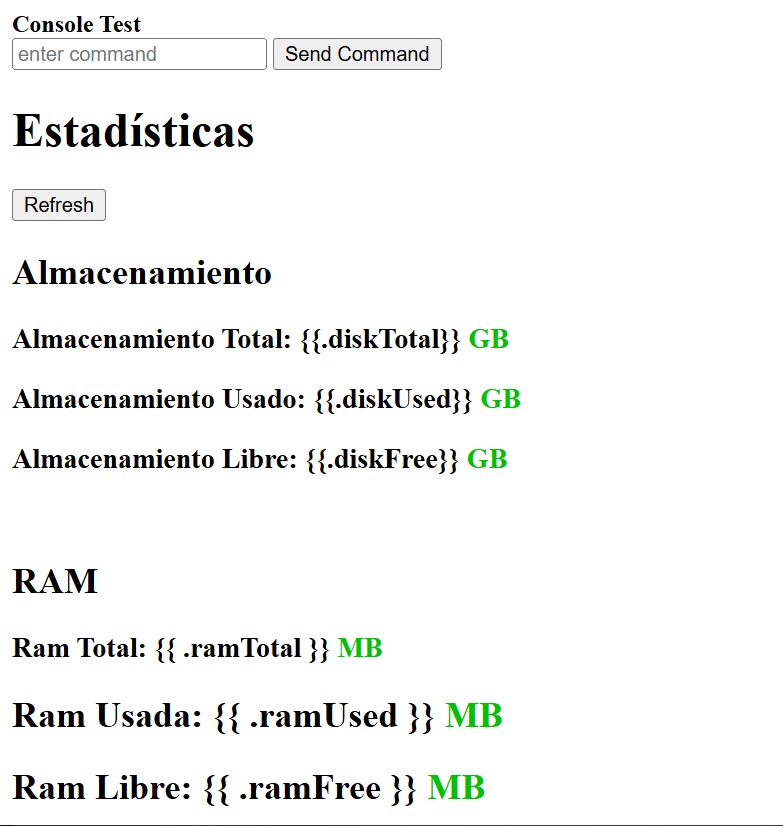 Console Test
enter command Send Command
Estadísticas
Refresh
Almacenamiento
Almacenamiento Total: {{.diskTotal}} GB
Almacenamiento Usado: {{.diskUsed}} GB
Almacenamiento Libre: {{.diskFree}} GB
RAM
Ram Total: {{ .ramTotal }} MB
Ram Usada: {{ .ramUsed }} MB
Ram Libre: {{ .ramFree }} MB